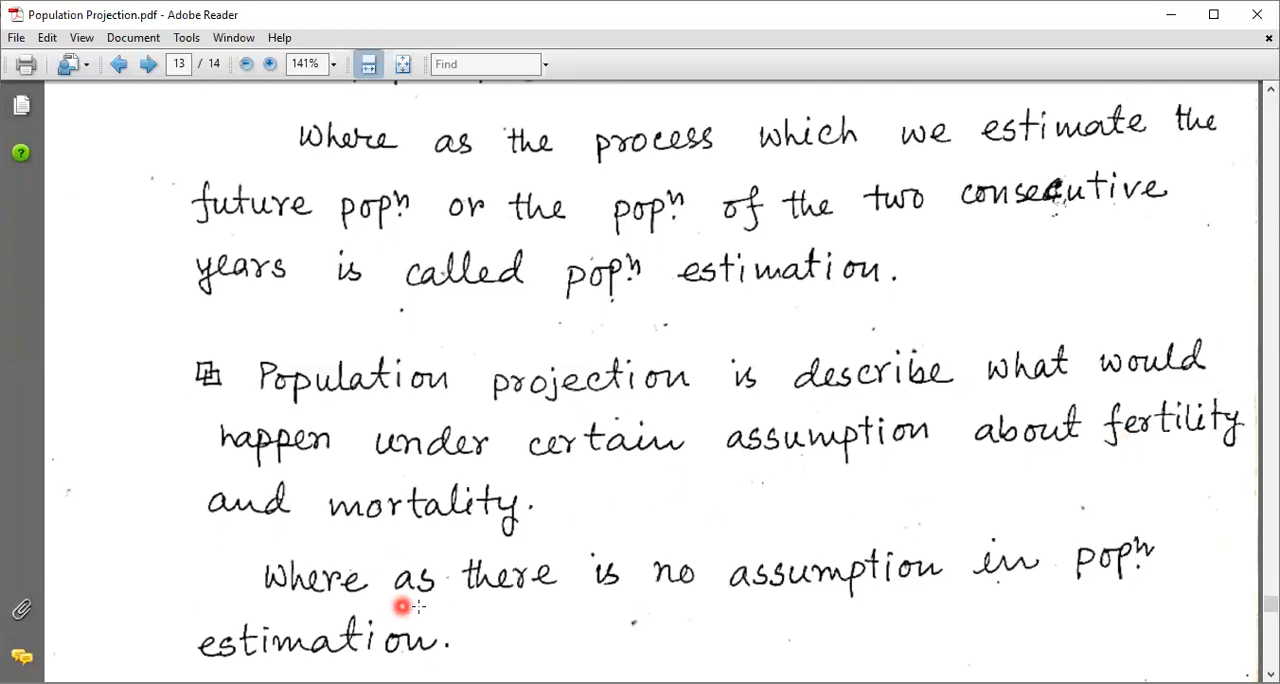 Population Projection.pdf - Adobe Reader
File Edit View Document Tools Window Help
13 / 14 141% Find
Where as the process which we estimate the
future popⁿ or the popⁿ of the two consecutive
years is called popⁿ estimation.
Population projection is describe what would
happen under certain assumption about fertility
and mortality.
Where as there is no assumption in popⁿ
estimation.